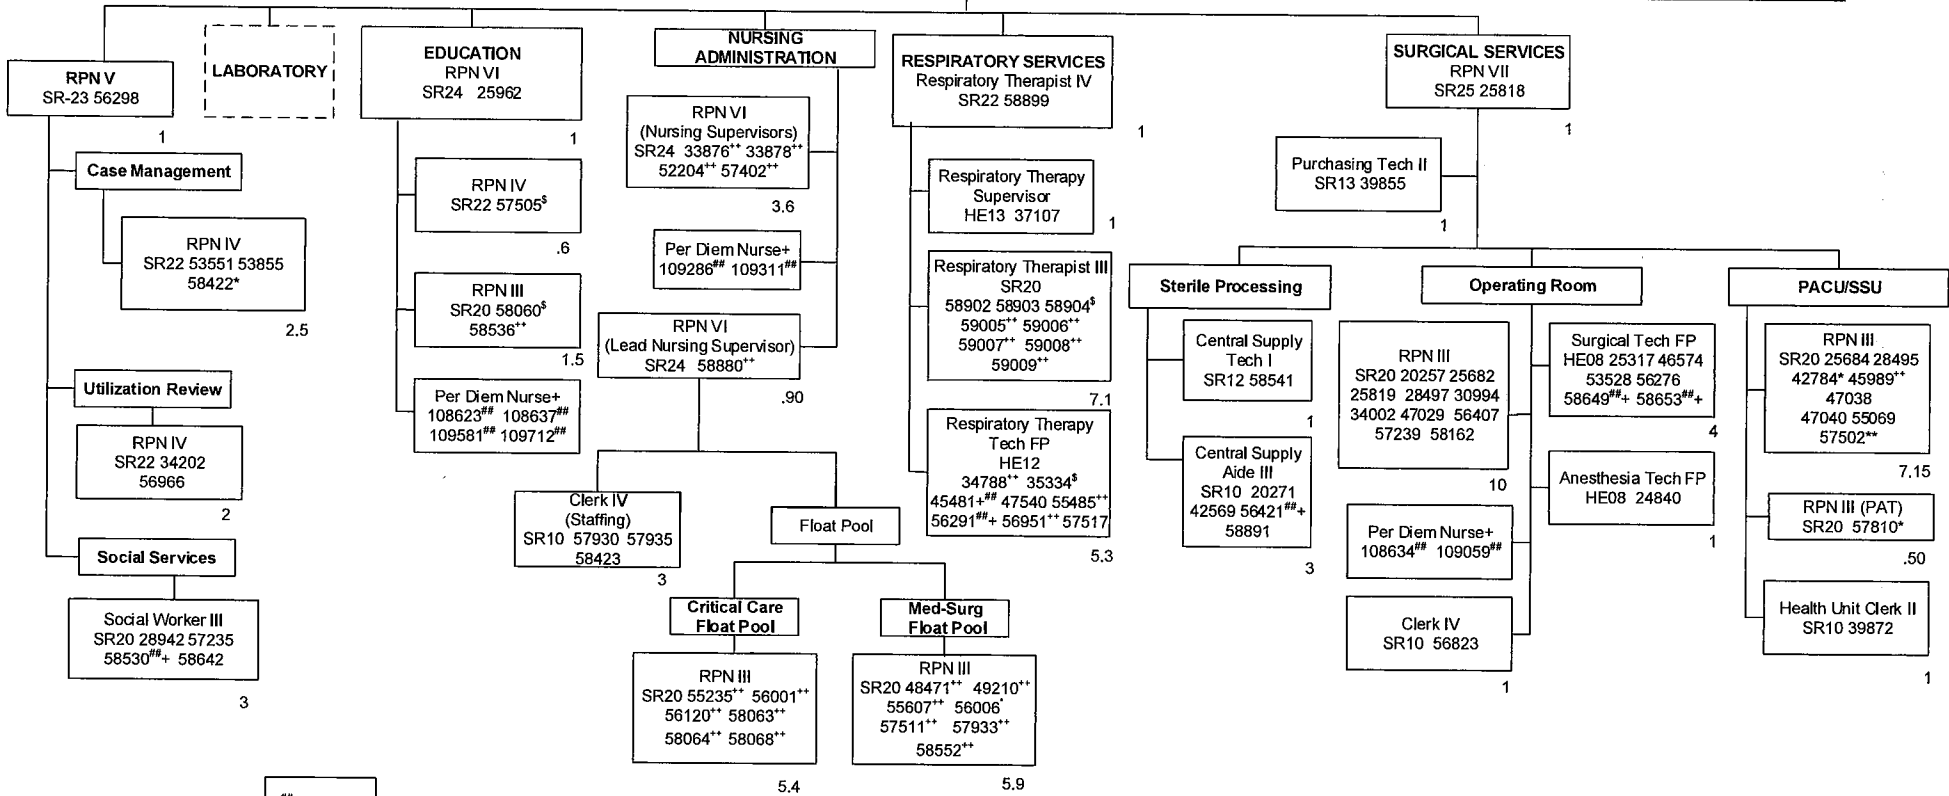 RPN V
SR-23 56298
1
Case Management
RPN IV
SR22 53551 53855
58422*
2.5
Utilization Review
RPN IV
SR22 34202
56966
2
Social Services
Social Worker III
SR20 28942 57235
58530##+ 58642
3
LABORATORY
EDUCATION
RPN VI
SR24 25962
1
RPN IV
SR22 57505$
.6
RPN III
SR20 58060$
58536++
1.5
Per Diem Nurse+
108623## 108637##
109581## 109712##
NURSING
ADMINISTRATION
RPN VI
(Nursing Supervisors)
SR24 33876++ 33878++
52204++ 57402++
3.6
Per Diem Nurse+
109286## 109311##
RPN VI
(Lead Nursing Supervisor)
SR24 58880++
.90
Clerk IV
(Staffing)
SR10 57930 57935
58423
3
Float Pool
Critical Care
Float Pool
RPN III
SR20 55235++ 56001++
56120++ 58063++
58064++ 58068++
5.4
Med-Surg
Float Pool
RPN III
SR20 48471++ 49210++
55607++ 56006*
57511++ 57933++
58552++
5.9
RESPIRATORY SERVICES
Respiratory Therapist IV
SR22 58899
1
Respiratory Therapy
Supervisor
HE13 37107
1
Respiratory Therapist III
SR20
58902 58903 58904$
59005++ 59006++
59007++ 59008++
59009++
7.1
Respiratory Therapy
Tech FP
HE12
34788++ 35334$
45481+## 47540 55485++
56291##+ 56951++ 57517
5.3
SURGICAL SERVICES
RPN VII
SR25 25818
1
Purchasing Tech II
SR13 39855
1
Sterile Processing
Central Supply
Tech I
SR12 58541
1
Central Supply
Aide III
SR10 20271
42569 56421##+
58891
3
Operating Room
RPN III
SR20 20257 25682
25819 28497 30994
34002 47029 56407
57239 58162
10
Per Diem Nurse+
108634## 109059##
Clerk IV
SR10 56823
1
Surgical Tech FP
HE08 25317 46574
53528 56276
58649##+ 58653##+
4
Anesthesia Tech FP
HE08 24840
1
PACU/SSU
RPN III
SR20 25684 28495
42784* 45989++
47038
47040 55069
57502**
7.15
RPN III (PAT)
SR20 57810*
.50
Health Unit Clerk II
SR10 39872
1
##